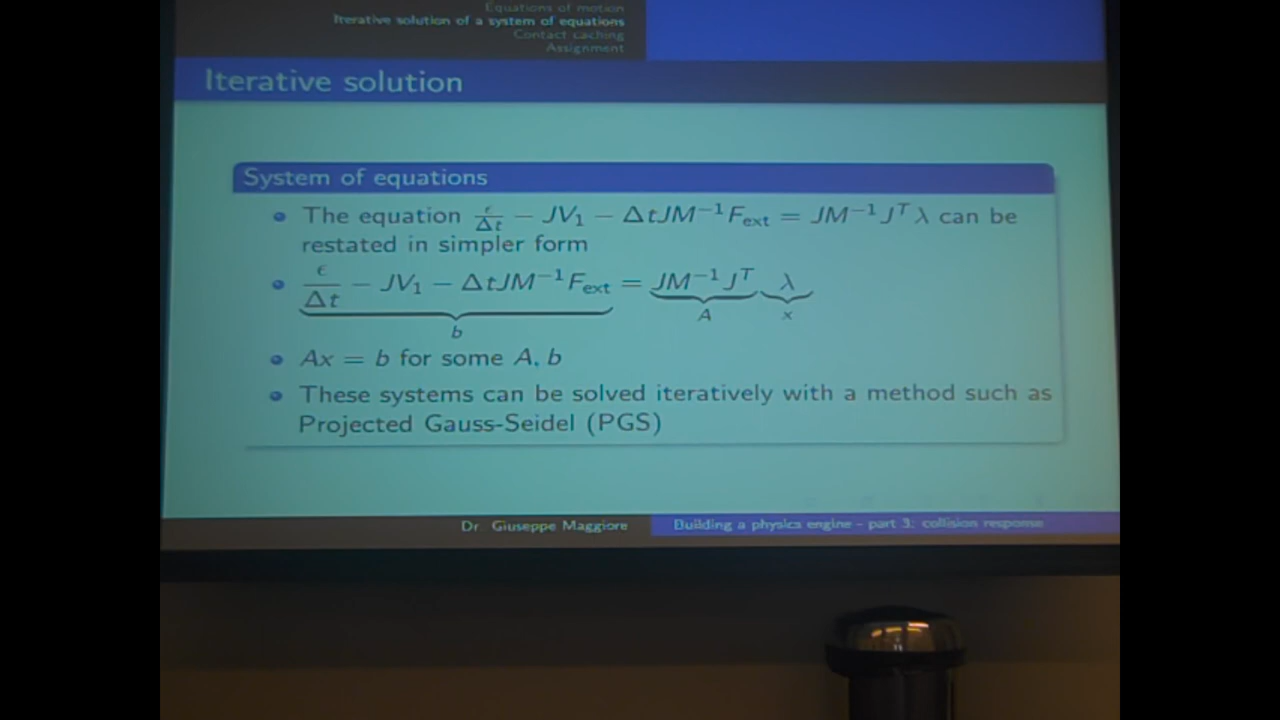 Equations of motion
Iterative solution of a system of equations
Contact caching
Assignment
Iterative solution
System of equations
The equation ϵ/Δt − JV₁ − ΔtJM⁻¹F_ext = JM⁻¹Jᵀλ can be
restated in simpler form
ϵ/Δt − JV₁ − ΔtJM⁻¹F_ext = JM⁻¹Jᵀ λ
b A x
Ax = b for some A, b
These systems can be solved iteratively with a method such as
Projected Gauss-Seidel (PGS)
Dr Giuseppe Maggiore
Building a physics engine - part 3: collision response